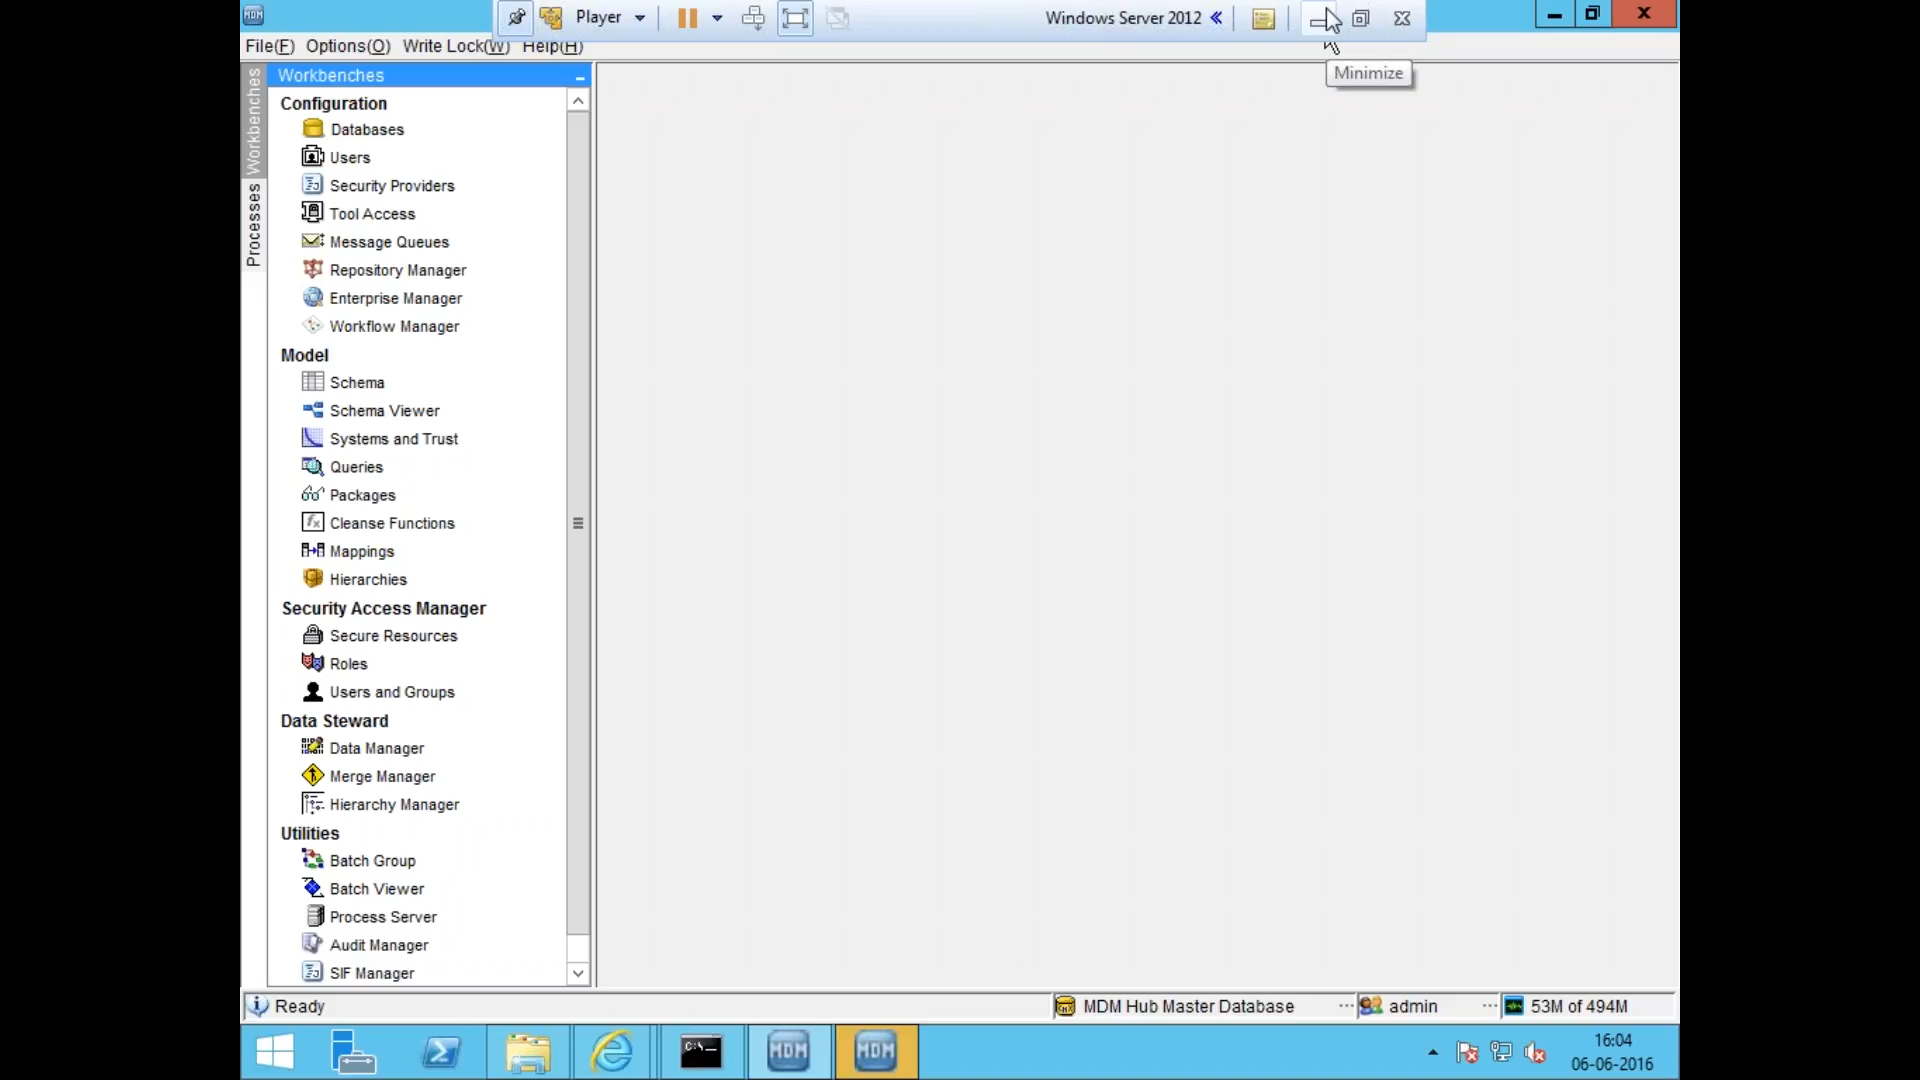 MDM
Player
Windows Server 2012
File(F) Options(O) Write Lock(W) Help(H)
Minimize
Workbenches
Processes
Workbenches
Configuration
Databases
Users
Security Providers
Tool Access
Message Queues
Repository Manager
Enterprise Manager
Workflow Manager
Model
Schema
Schema Viewer
Systems and Trust
Queries
Packages
Cleanse Functions
Mappings
Hierarchies
Security Access Manager
Secure Resources
Roles
Users and Groups
Data Steward
Data Manager
Merge Manager
Hierarchy Manager
Utilities
Batch Group
Batch Viewer
Process Server
Audit Manager
SIF Manager
Ready
MDM Hub Master Database ... admin ... 53M of 494M
C:\
MDM
MDM
16:04
06-06-2016